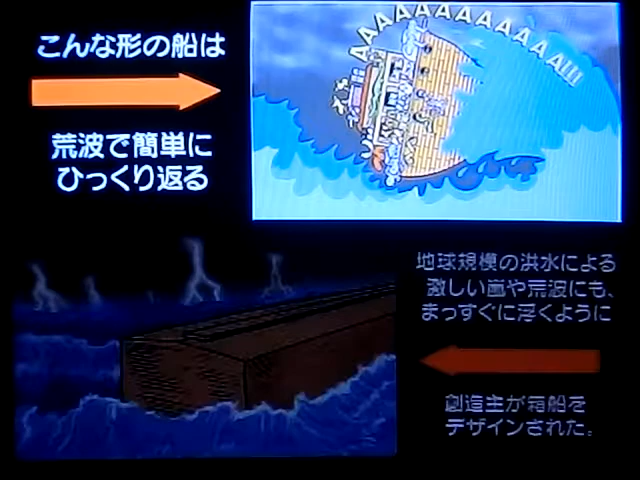 こんな形の船は
荒波で簡単に
ひっくり返る
AAAAAAAAAAAAA!!!
地球規模の洪水による
激しい嵐や荒波にも、
まっすぐに浮くように
創造主が箱船を
デザインされた。